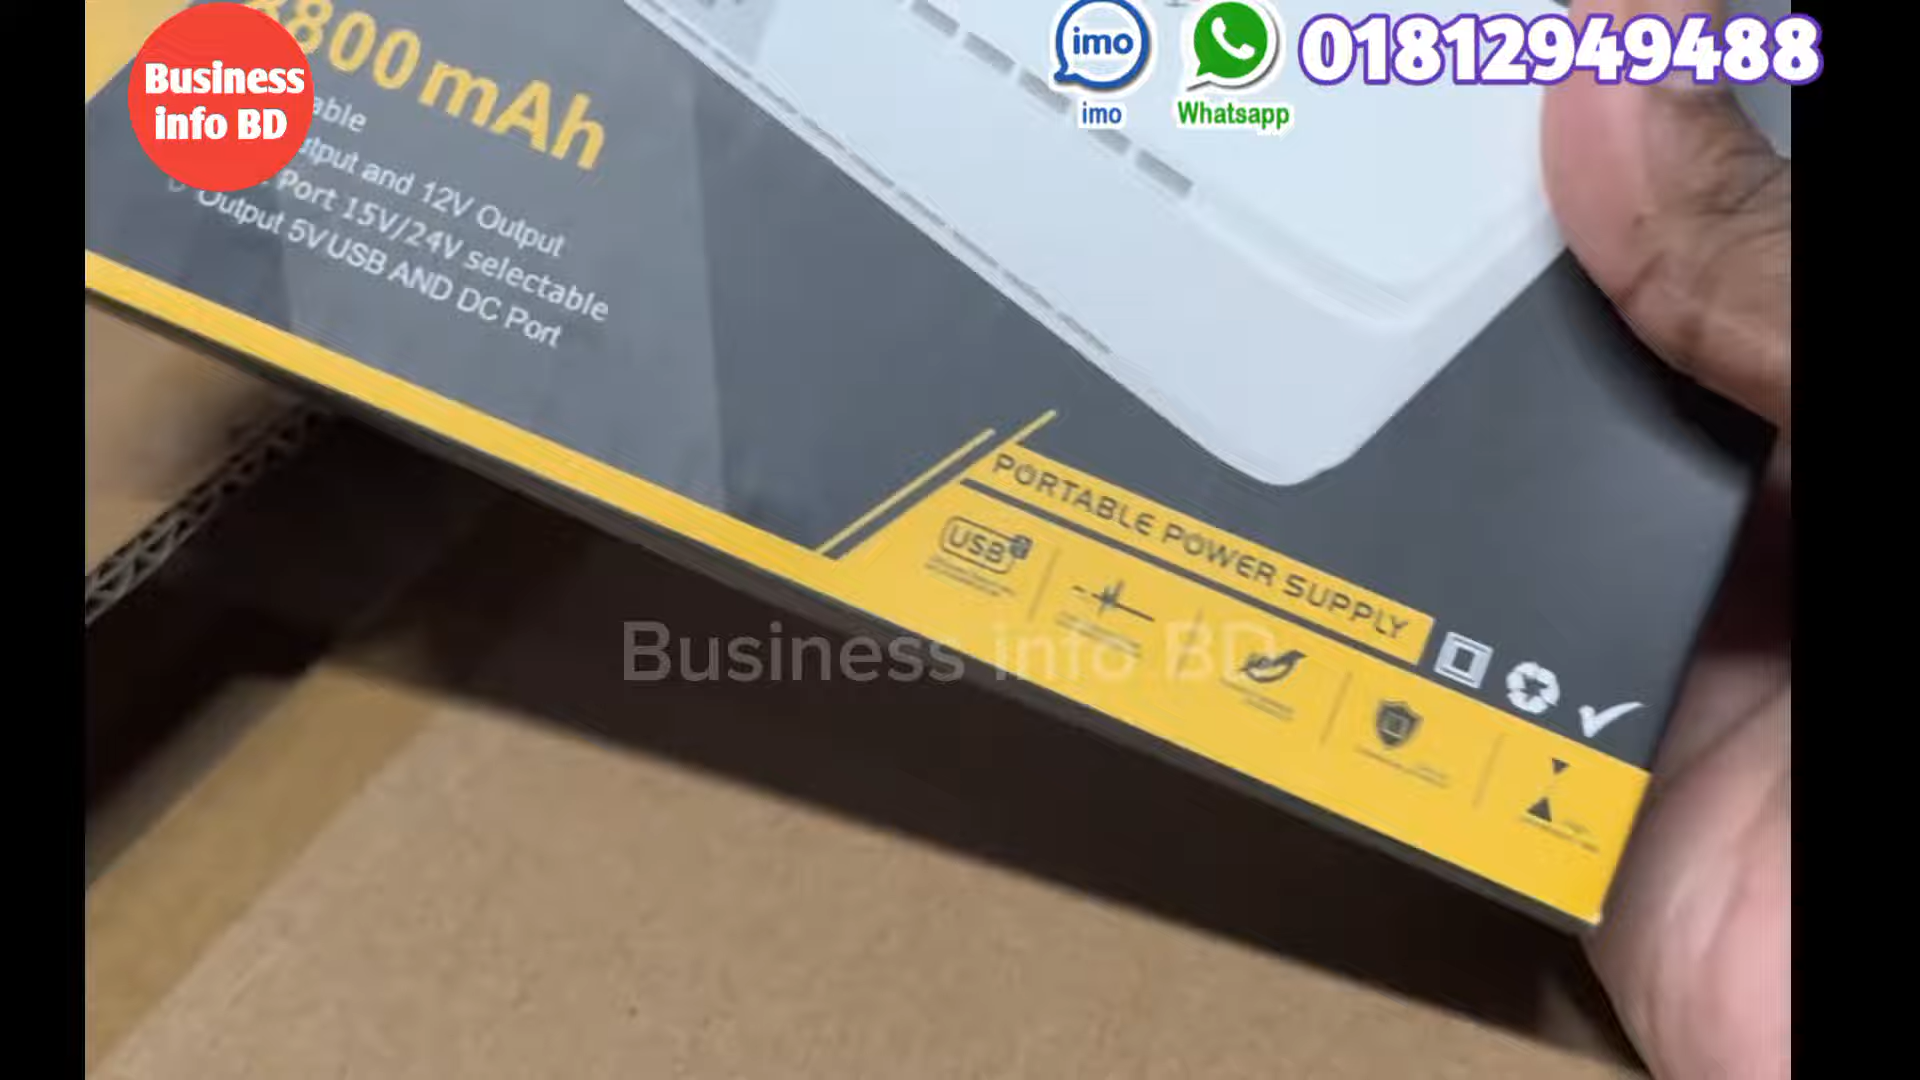 Business
info BD
imo
imo
Whatsapp
01812949488
800 mAh
able
tput and 12V Output
Port 15V/24V selectable
Output 5V USB AND DC Port
PORTABLE POWER SUPPLY
USB
Business info BD